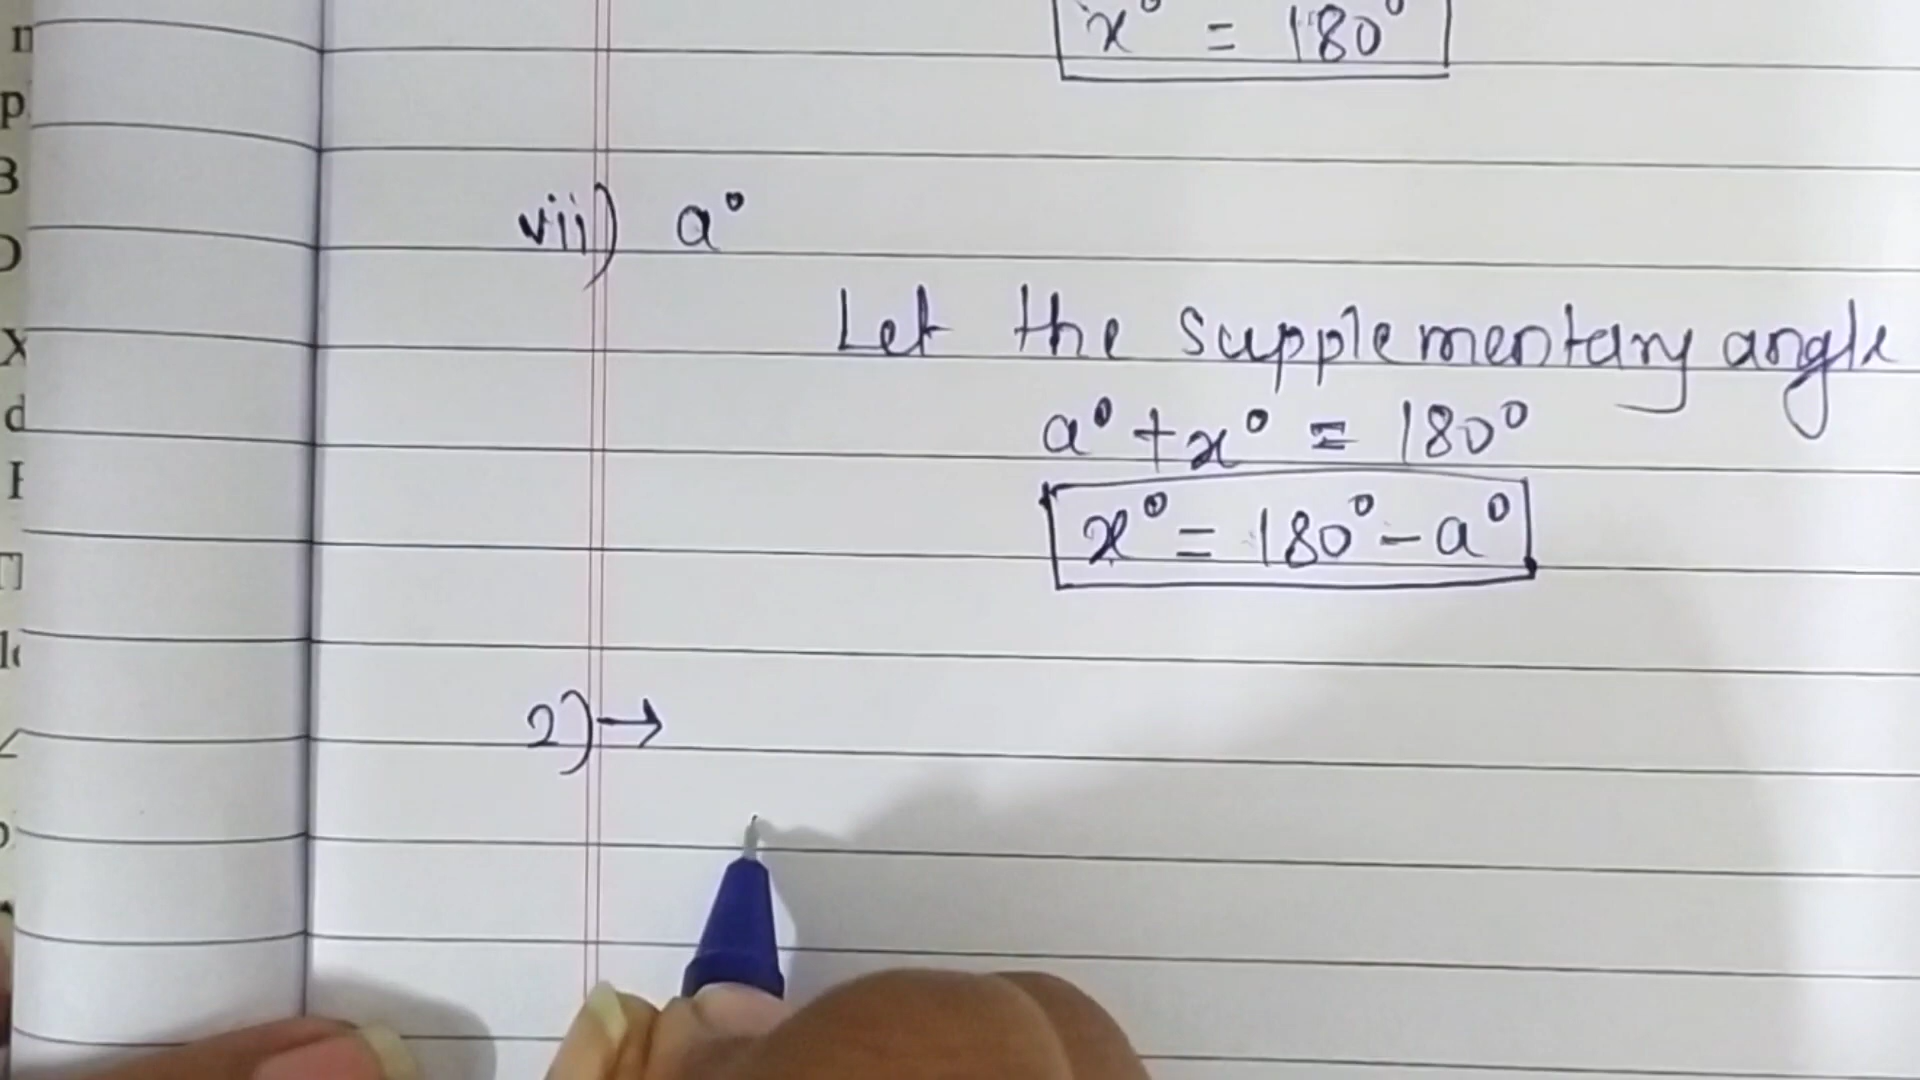 x° = 180°
vii) a°
Let the supplementary angle
a° + x° = 180°
x° = 180° - a°
2) →